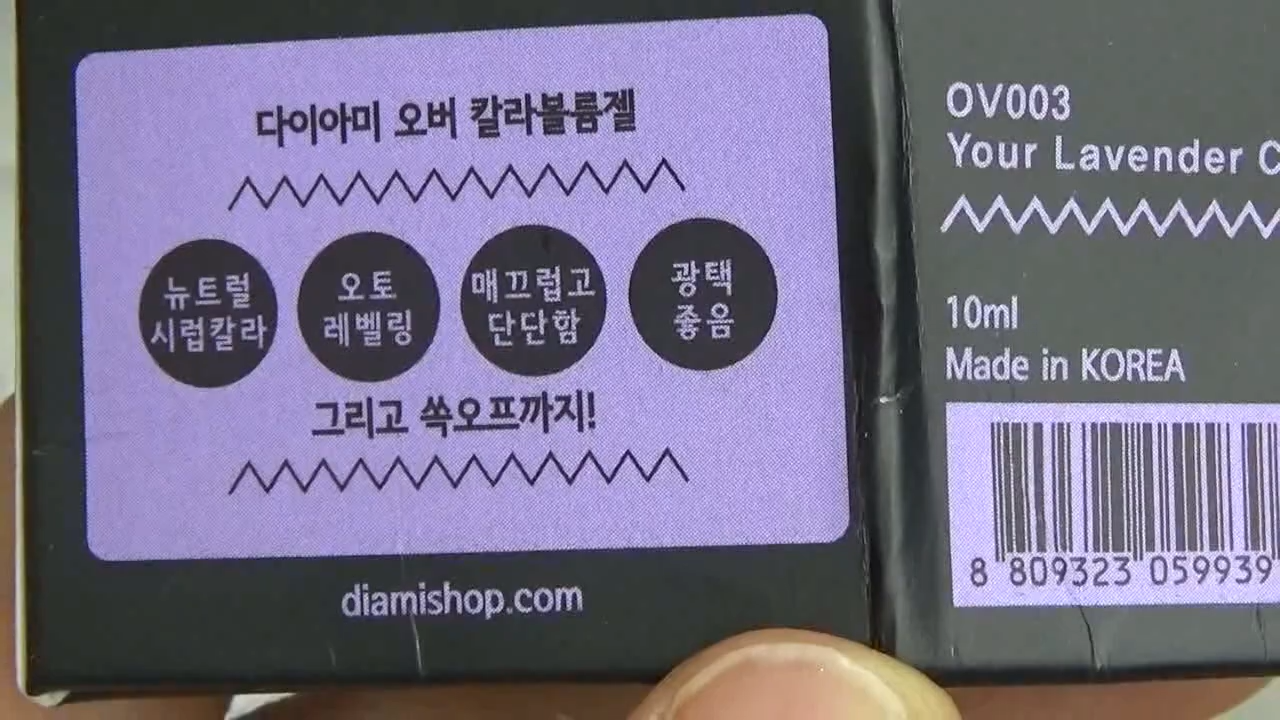 다이아미 오버 칼라볼륨젤
뉴트럴
시럽칼라
오토
레벨링
매끄럽고
단단함
광택
좋음
그리고 쏙오프까지!
diamishop.com
OV003
Your Lavender
10ml
Made in KOREA
8 809323 059939